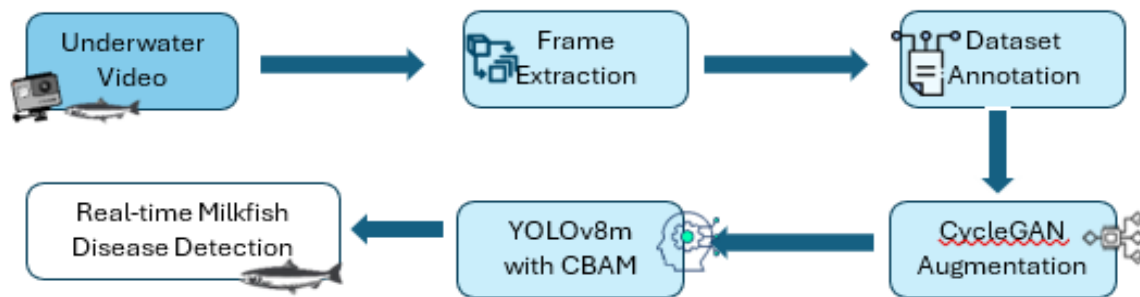 Underwater
Video
Frame
Extraction
Dataset
Annotation
CycleGAN
Augmentation
YOLOv8m
with CBAM
Real-time Milkfish
Disease Detection